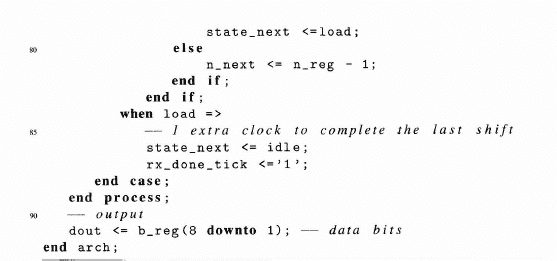 state_next <=load;
80 else
n_next <= n_reg - 1;
end if;
end if;
when load =>
85 -- 1 extra clock to complete the last shift
state_next <= idle;
rx_done_tick <='1';
end case;
end process;
90 -- output
dout <= b_reg(8 downto 1); -- data bits
end arch;